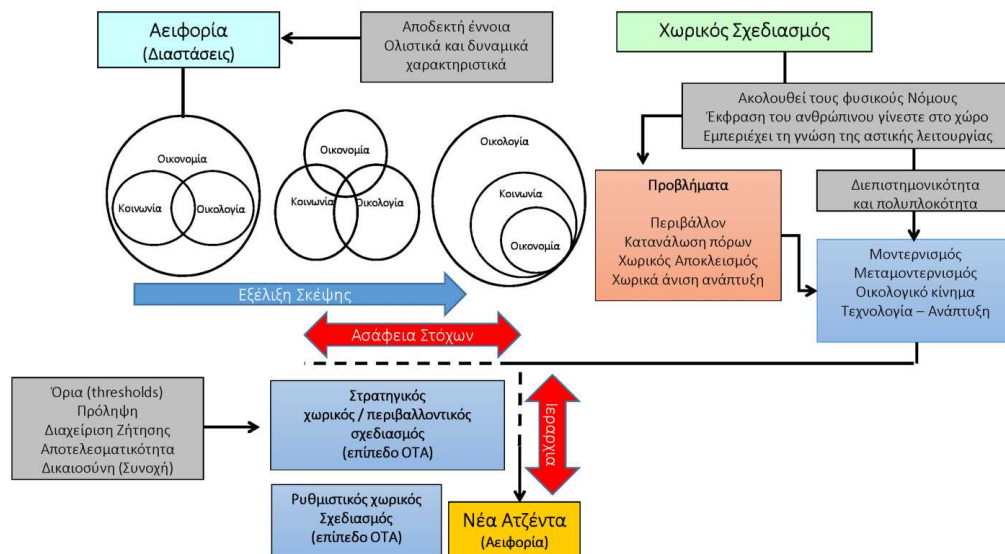 Αειφορία
(Διαστάσεις)
Αποδεκτή έννοια
Ολιστικά και δυναμικά
χαρακτηριστικά
Χωρικός Σχεδιασμός
Ακολουθεί τους φυσικούς Νόμους
Έκφραση του ανθρώπινου γίνεστε στο χώρο
Εμπεριέχει τη γνώση της αστικής λειτουργίας
Οικονομία
Κοινωνία
Οικολογία
Οικονομία
Κοινωνία
Οικολογία
Οικολογία
Κοινωνία
Οικονομία
Προβλήματα
Περιβάλλον
Κατανάλωση πόρων
Χωρικός Αποκλεισμός
Χωρικά άνιση ανάπτυξη
Διεπιστημονικότητα
και πολυπλοκότητα
Μοντερνισμός
Μεταμοντερνισμός
Οικολογικό κίνημα
Τεχνολογία – Ανάπτυξη
Εξέλιξη Σκέψης
Ασάφεια Στόχων
Όρια (thresholds)
Πρόληψη
Διαχείριση Ζήτησης
Αποτελεσματικότητα
Δικαιοσύνη (Συνοχή)
Στρατηγικός
χωρικός / περιβαλλοντικός
σχεδιασμός
(επίπεδο ΟΤΑ)
Ιεραρχια
Ρυθμιστικός χωρικός
Σχεδιασμός
(επίπεδο ΟΤΑ)
Νέα Ατζέντα
(Αειφορία)